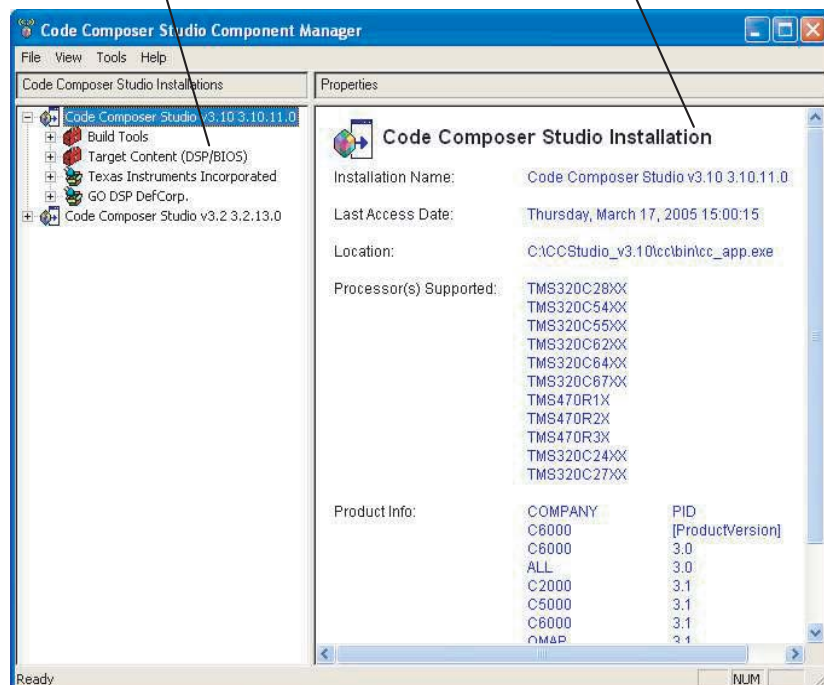 Code Composer Studio Component Manager
File View Tools Help
Code Composer Studio Installations
Properties
Code Composer Studio v3.10 3.10.11.0
Build Tools
Target Content (DSP/BIOS)
Texas Instruments Incorporated
GO DSP DefCorp.
Code Composer Studio v3.2 3.2.13.0
Code Composer Studio Installation
Installation Name: Code Composer Studio v3.10 3.10.11.0
Last Access Date: Thursday, March 17, 2005 15:00:15
Location: C:\CCStudio_v3.10\cc\bin\cc_app.exe
Processor(s) Supported: TMS320C28XX
TMS320C54XX
TMS320C55XX
TMS320C62XX
TMS320C64XX
TMS320C67XX
TMS470R1X
TMS470R2X
TMS470R3X
TMS320C24XX
TMS320C27XX
Product Info: COMPANY PID
C6000 [ProductVersion]
C6000 3.0
ALL 3.0
C2000 3.1
C5000 3.1
C6000 3.1
OMAP 3.1
Ready
NUM